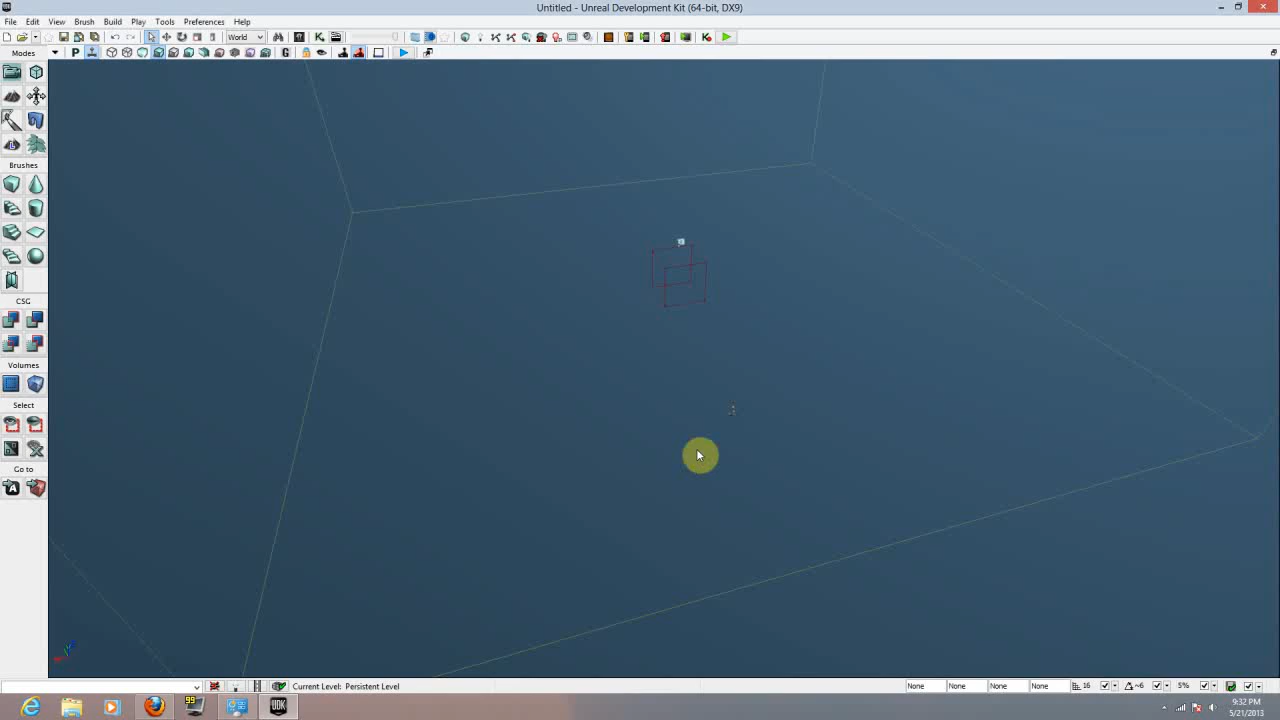 Untitled - Unreal Development Kit (64-bit, DX9)
File Edit View Brush Build Play Tools Preferences Help
World
Modes
P
G
Brushes
CSG
Volumes
Select
Go to
Current Level: Persistent Level
None None None None 16 5%
99
UDK
9:32 PM
5/21/2013